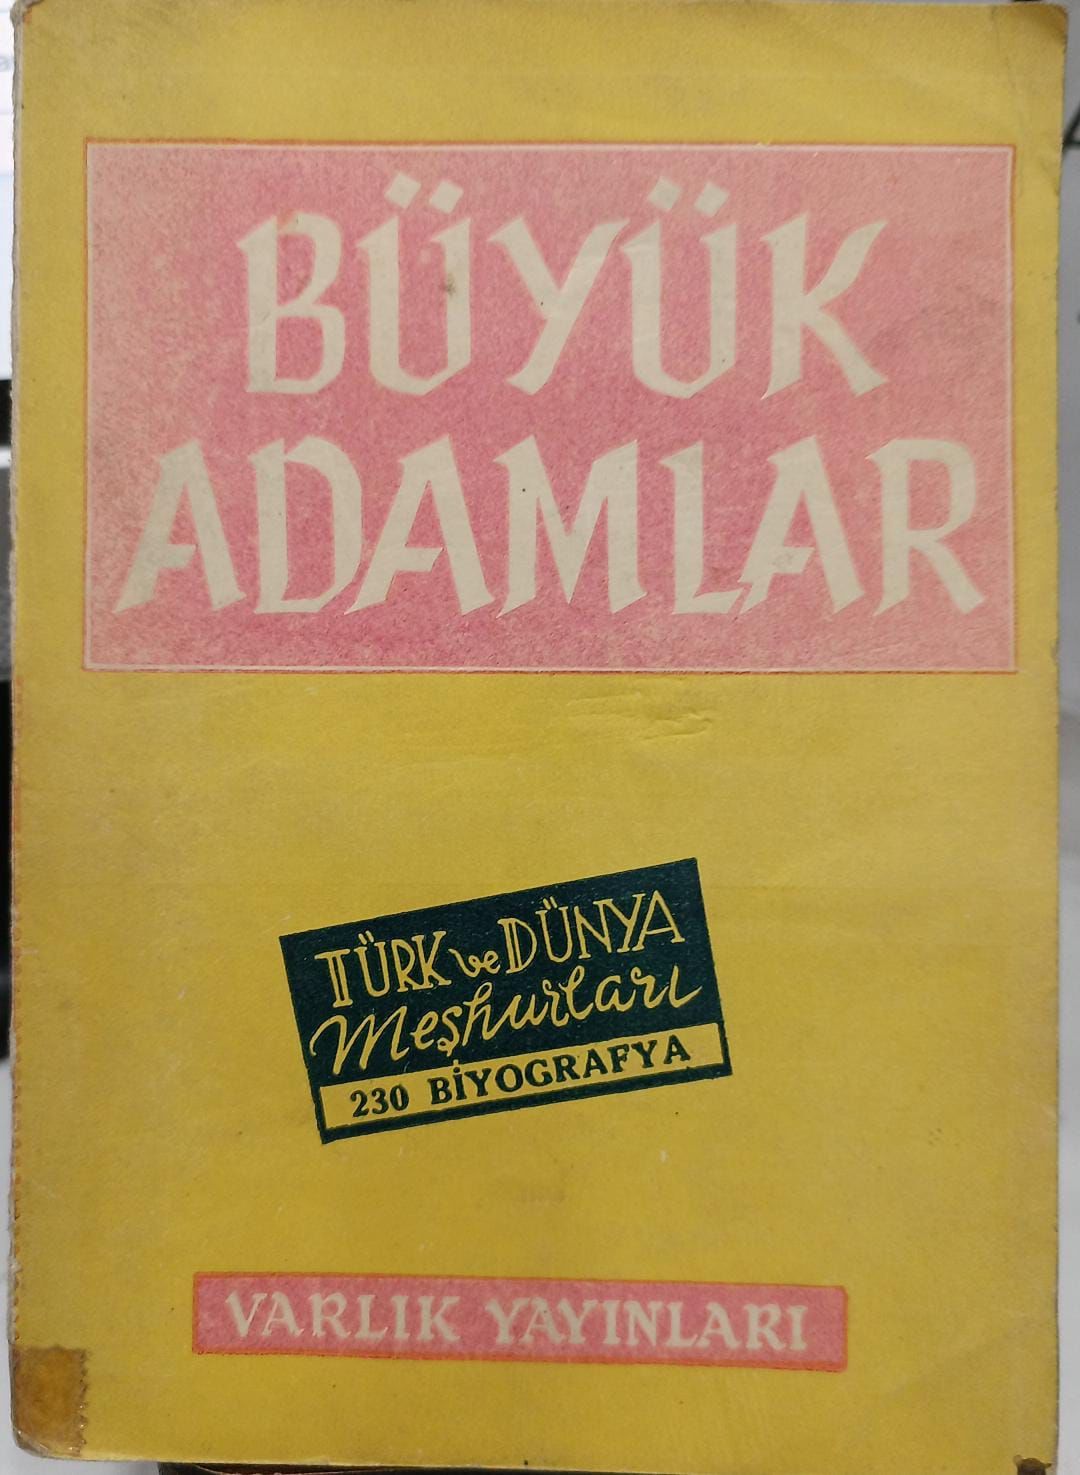 BÜYÜK
ADAMLAR
TÜRK ve DÜNYA
Meşhurları
230 BİYOGRAFYA
VARLIK YAYINLARI